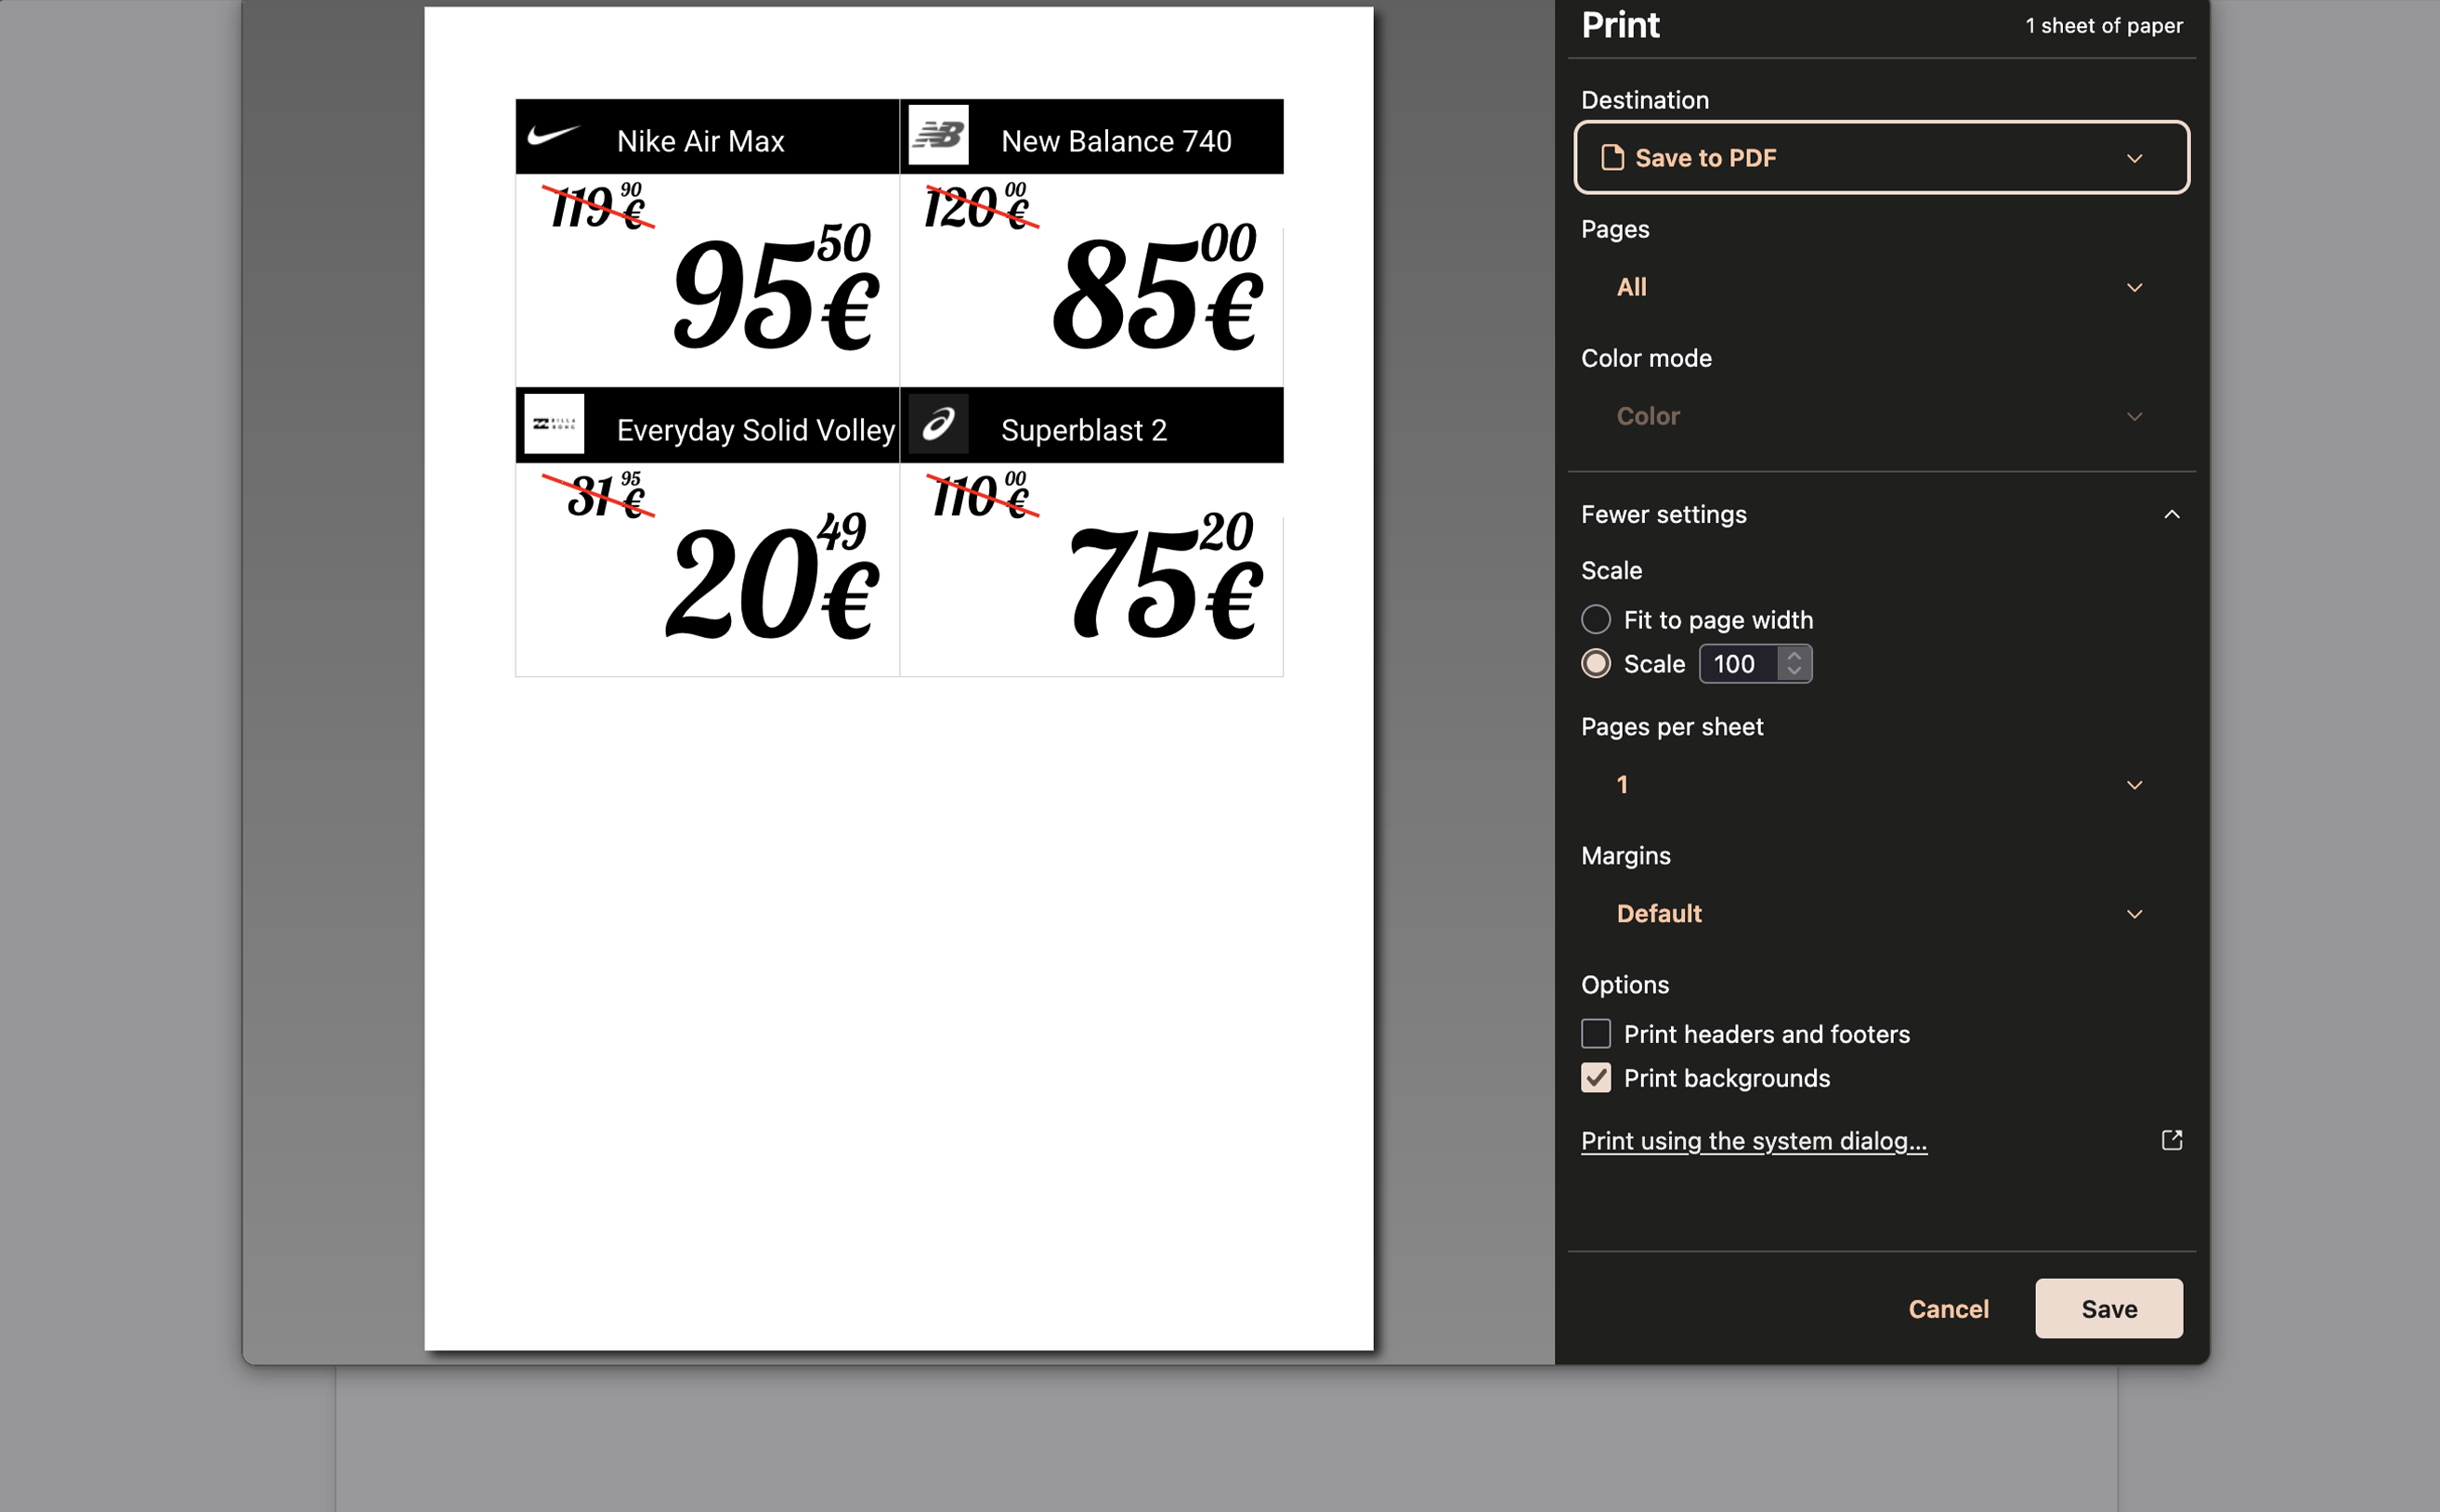 Print
1 sheet of paper
Nike Air Max
New Balance 740
119 90 €
95 50 €
120 00 €
85 00 €
BILLABONG
Everyday Solid Volley
Superblast 2
31 95 €
20 49 €
110 00 €
75 20 €
Destination
Save to PDF
Pages
All
Color mode
Color
Fewer settings
Scale
Fit to page width
Scale 100
Pages per sheet
1
Margins
Default
Options
Print headers and footers
Print backgrounds
Print using the system dialog...
Cancel
Save